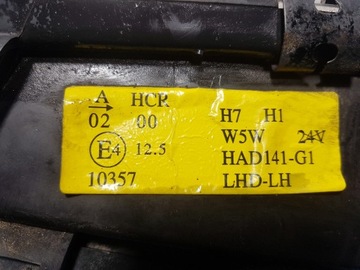 A HCR H7 H1
→
02 00 W5W 24V
E4 12.5 HAD141-G1
10357 LHD-LH